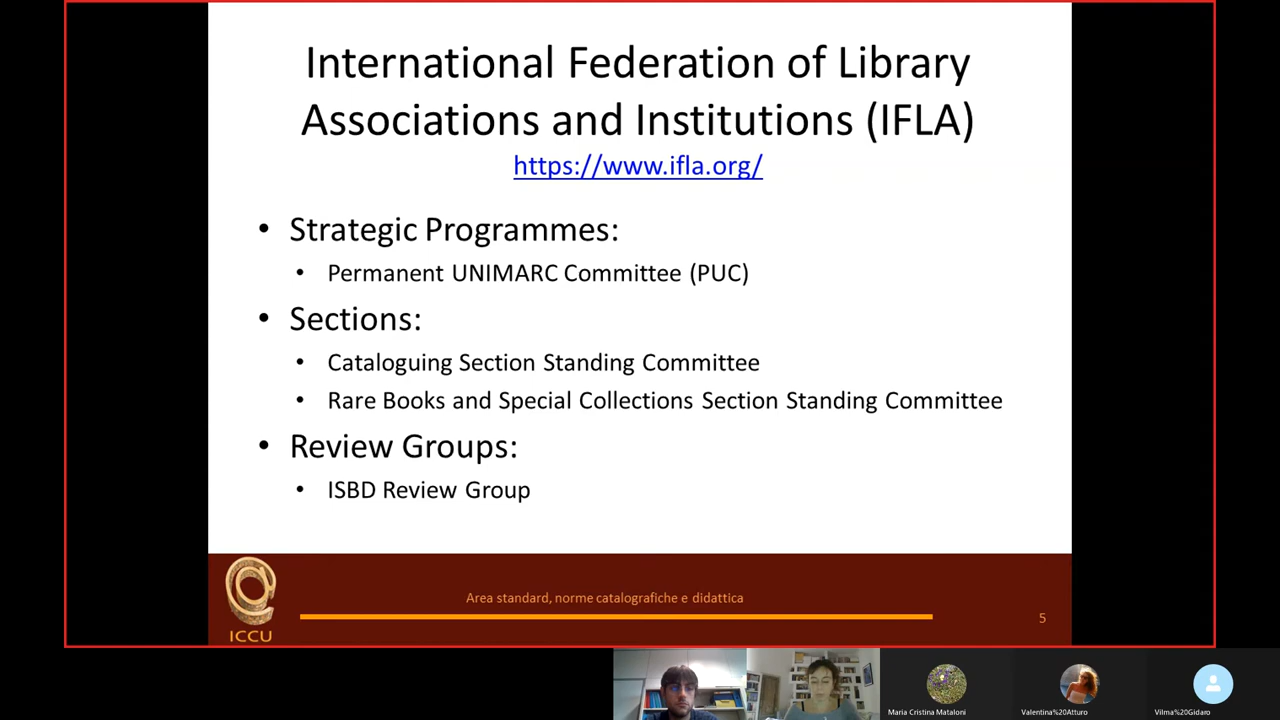 International Federation of Library
Associations and Institutions (IFLA)
https://www.ifla.org/
• Strategic Programmes:
• Permanent UNIMARC Committee (PUC)
• Sections:
• Cataloguing Section Standing Committee
• Rare Books and Special Collections Section Standing Committee
• Review Groups:
• ISBD Review Group
Area standard, norme catalografiche e didattica
5
ICCU
Maria Cristina Mataloni
Valentina%20Atturo
Vilma%20Gidaro